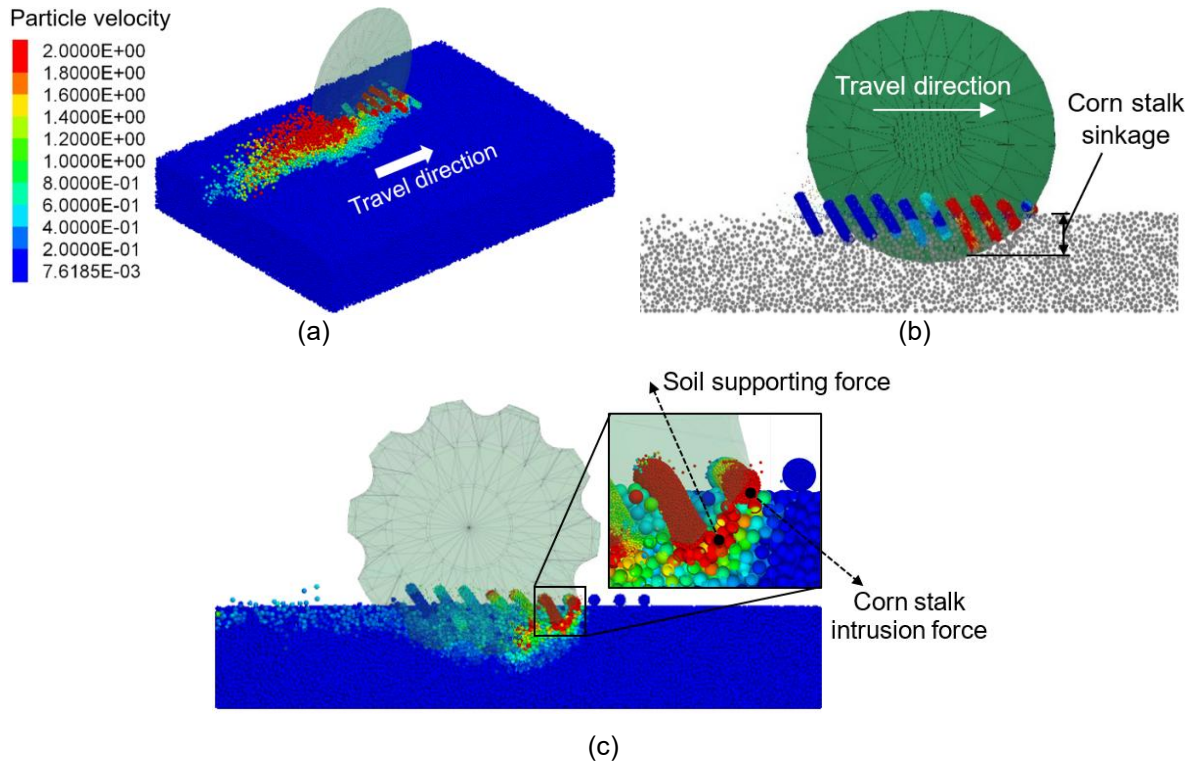 Particle velocity
2.0000E+00
1.8000E+00
1.6000E+00
1.4000E+00
1.2000E+00
1.0000E+00
8.0000E-01
6.0000E-01
4.0000E-01
2.0000E-01
7.6185E-03
Travel direction
(a)
Travel direction
Corn stalk
sinkage
(b)
Soil supporting force
Corn stalk
intrusion force
(c)